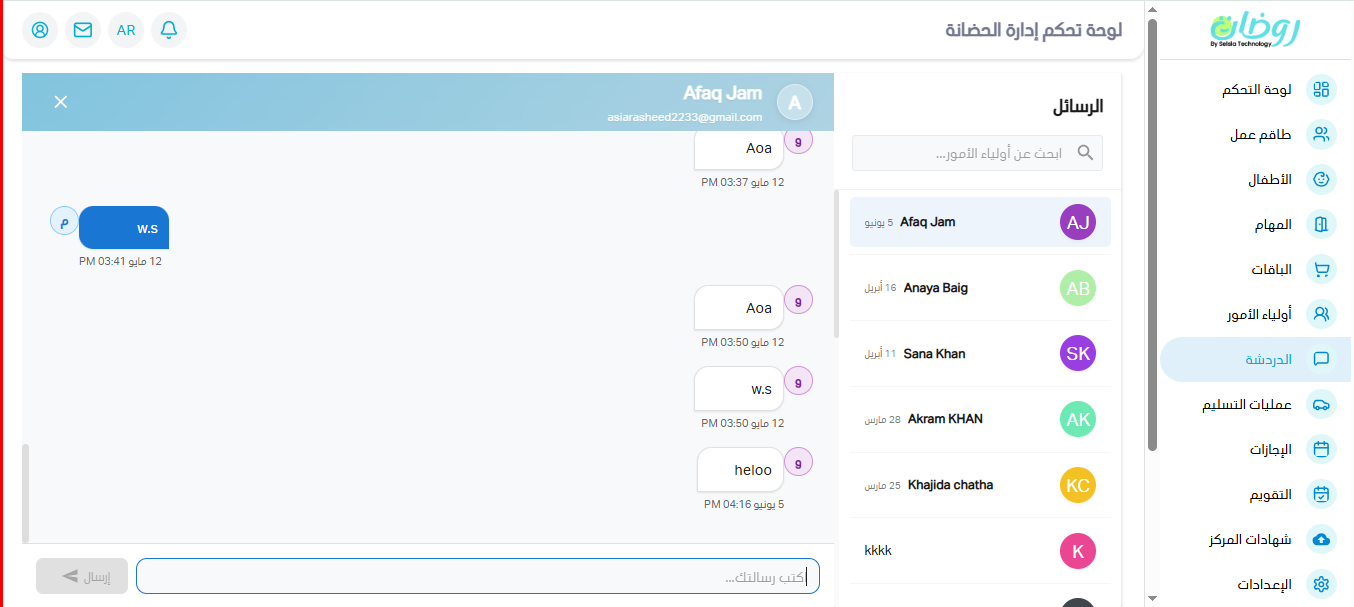 روضات
By Selsla Technology
لوحة التحكم
طاقم عمل
الأطفال
المهام
الباقات
أولياء الأمور
الدردشة
عمليات التسليم
الإجازات
التقويم
شهادات المركز
الإعدادات
لوحة تحكم إدارة الحضانة
AR
الرسائل
ابحث عن أولياء الأمور...
AJ Afaq Jam 5 يونيو
AB Anaya Baig 16 أبريل
SK Sana Khan 11 أبريل
AK Akram KHAN 28 مارس
KC Khajida chatha 25 مارس
K kkkk
A Afaq Jam
asiarasheed2233@gmail.com
و Aoa
12 مايو 03:37 PM
م w.s
12 مايو 03:41 PM
و Aoa
12 مايو 03:50 PM
و w.s
12 مايو 03:50 PM
و heloo
5 يونيو 04:16 PM
اكتب رسالتك...
إرسال